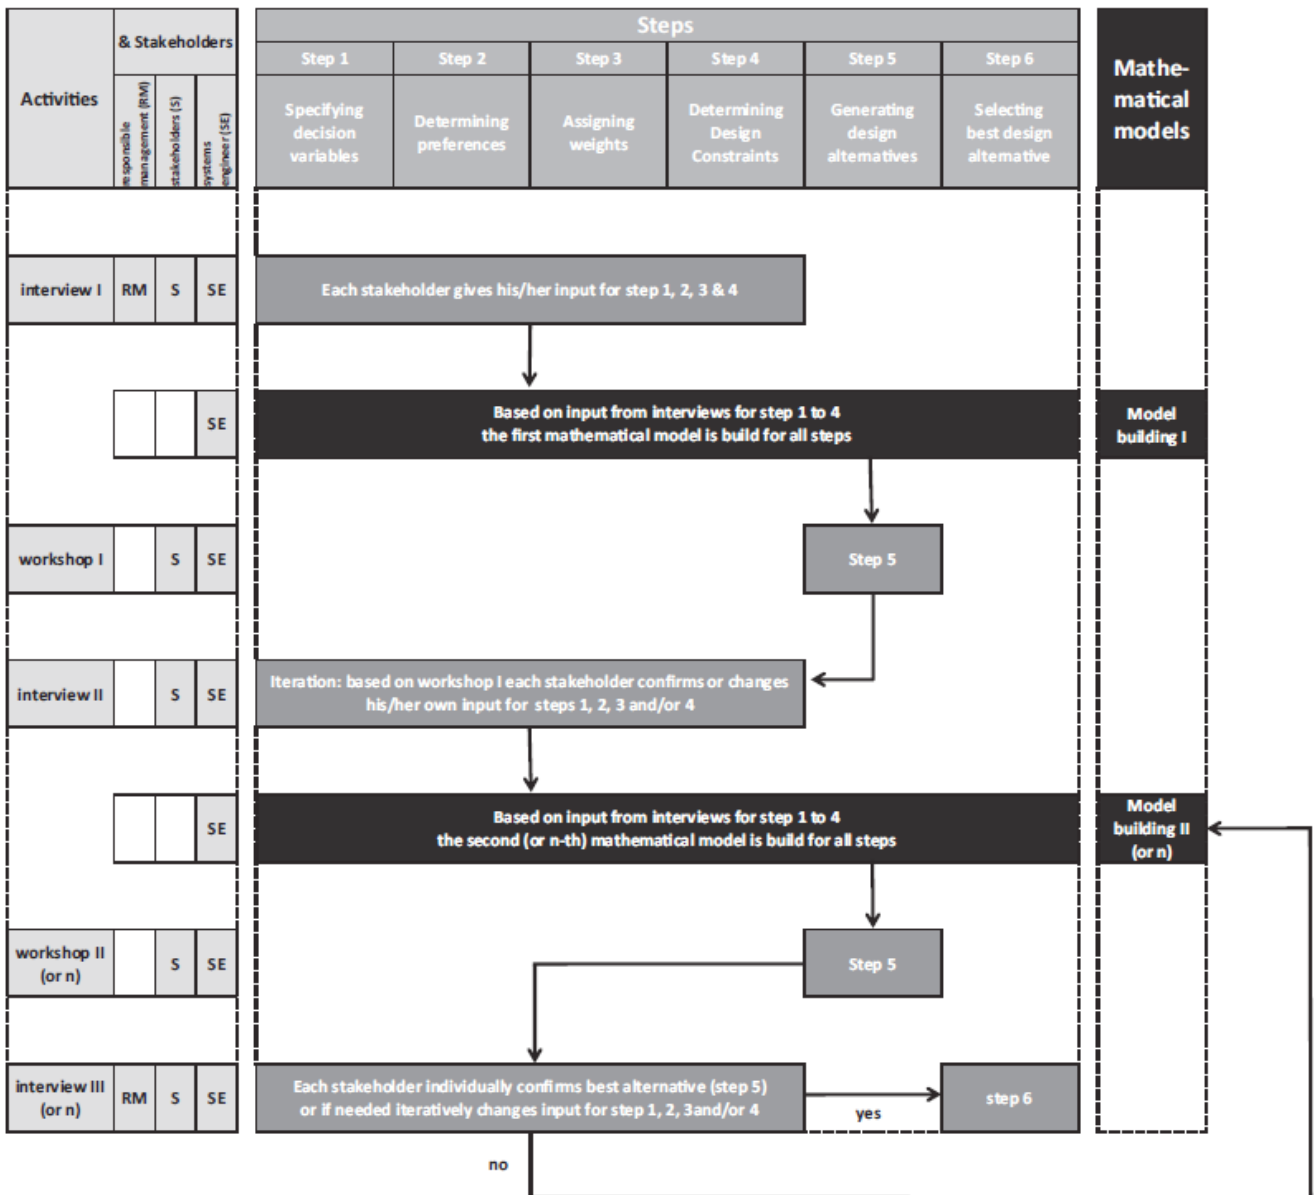 Activities
& Stakeholders
responsible
management (RM)
stakeholders (S)
systems
engineer (SE)
Steps
Step 1
Step 2
Step 3
Step 4
Step 5
Step 6
Specifying
decision
variables
Determining
preferences
Assigning
weights
Determining
Design
Constraints
Generating
design
alternatives
Selecting
best design
alternative
Mathe-
matical
models
interview I
RM
S
SE
Each stakeholder gives his/her input for step 1, 2, 3 & 4
SE
Based on input from interviews for step 1 to 4
the first mathematical model is build for all steps
Model
building I
workshop I
S
SE
Step 5
interview II
S
SE
Iteration: based on workshop I each stakeholder confirms or changes
his/her own input for steps 1, 2, 3 and/or 4
SE
Based on input from interviews for step 1 to 4
the second (or n-th) mathematical model is build for all steps
Model
building II
(or n)
workshop II
(or n)
S
SE
Step 5
interview III
(or n)
RM
S
SE
Each stakeholder individually confirms best alternative (step 5)
or if needed iteratively changes input for step 1, 2, 3and/or 4
yes
step 6
no